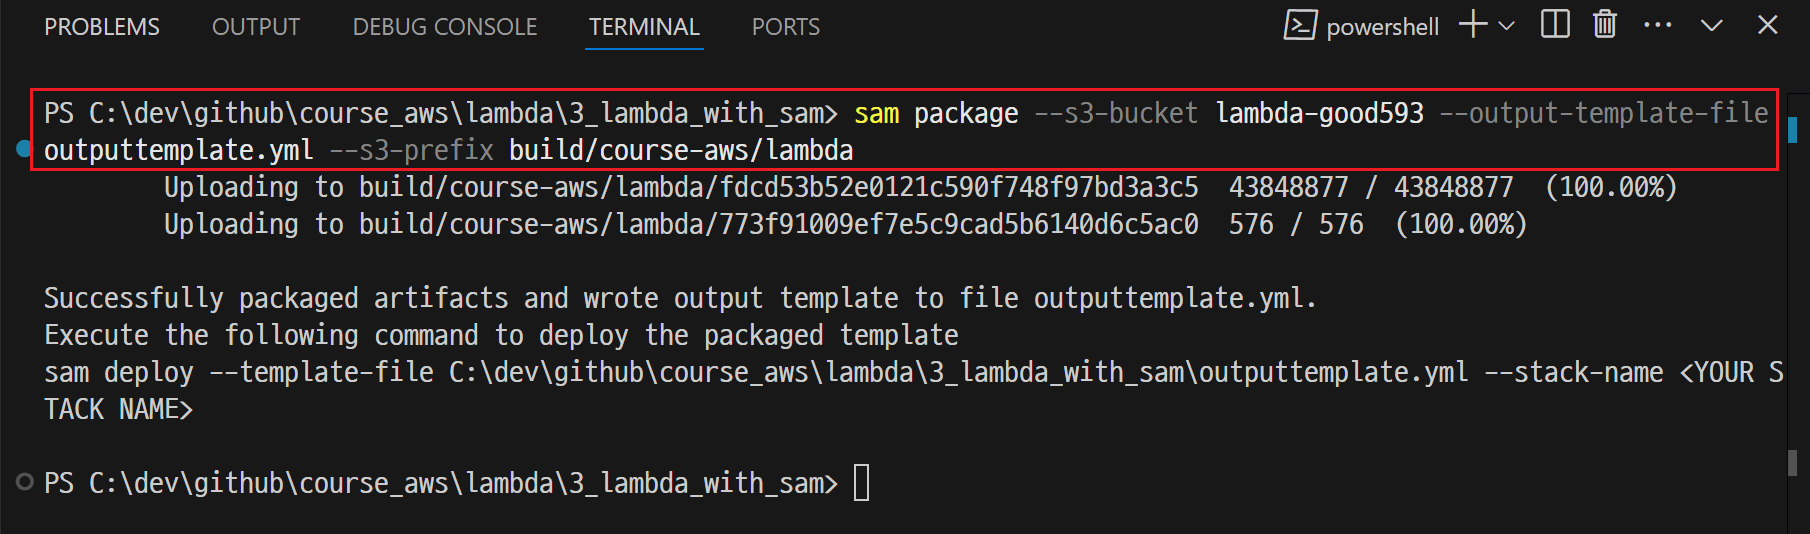 PROBLEMS OUTPUT DEBUG CONSOLE TERMINAL PORTS powershell
PS C:\dev\github\course_aws\lambda\3_lambda_with_sam> sam package --s3-bucket lambda-good593 --output-template-file
outputtemplate.yml --s3-prefix build/course-aws/lambda
Uploading to build/course-aws/lambda/fdcd53b52e0121c590f748f97bd3a3c5 43848877 / 43848877 (100.00%)
Uploading to build/course-aws/lambda/773f91009ef7e5c9cad5b6140d6c5ac0 576 / 576 (100.00%)
Successfully packaged artifacts and wrote output template to file outputtemplate.yml.
Execute the following command to deploy the packaged template
sam deploy --template-file C:\dev\github\course_aws\lambda\3_lambda_with_sam\outputtemplate.yml --stack-name <YOUR S
TACK NAME>
PS C:\dev\github\course_aws\lambda\3_lambda_with_sam>